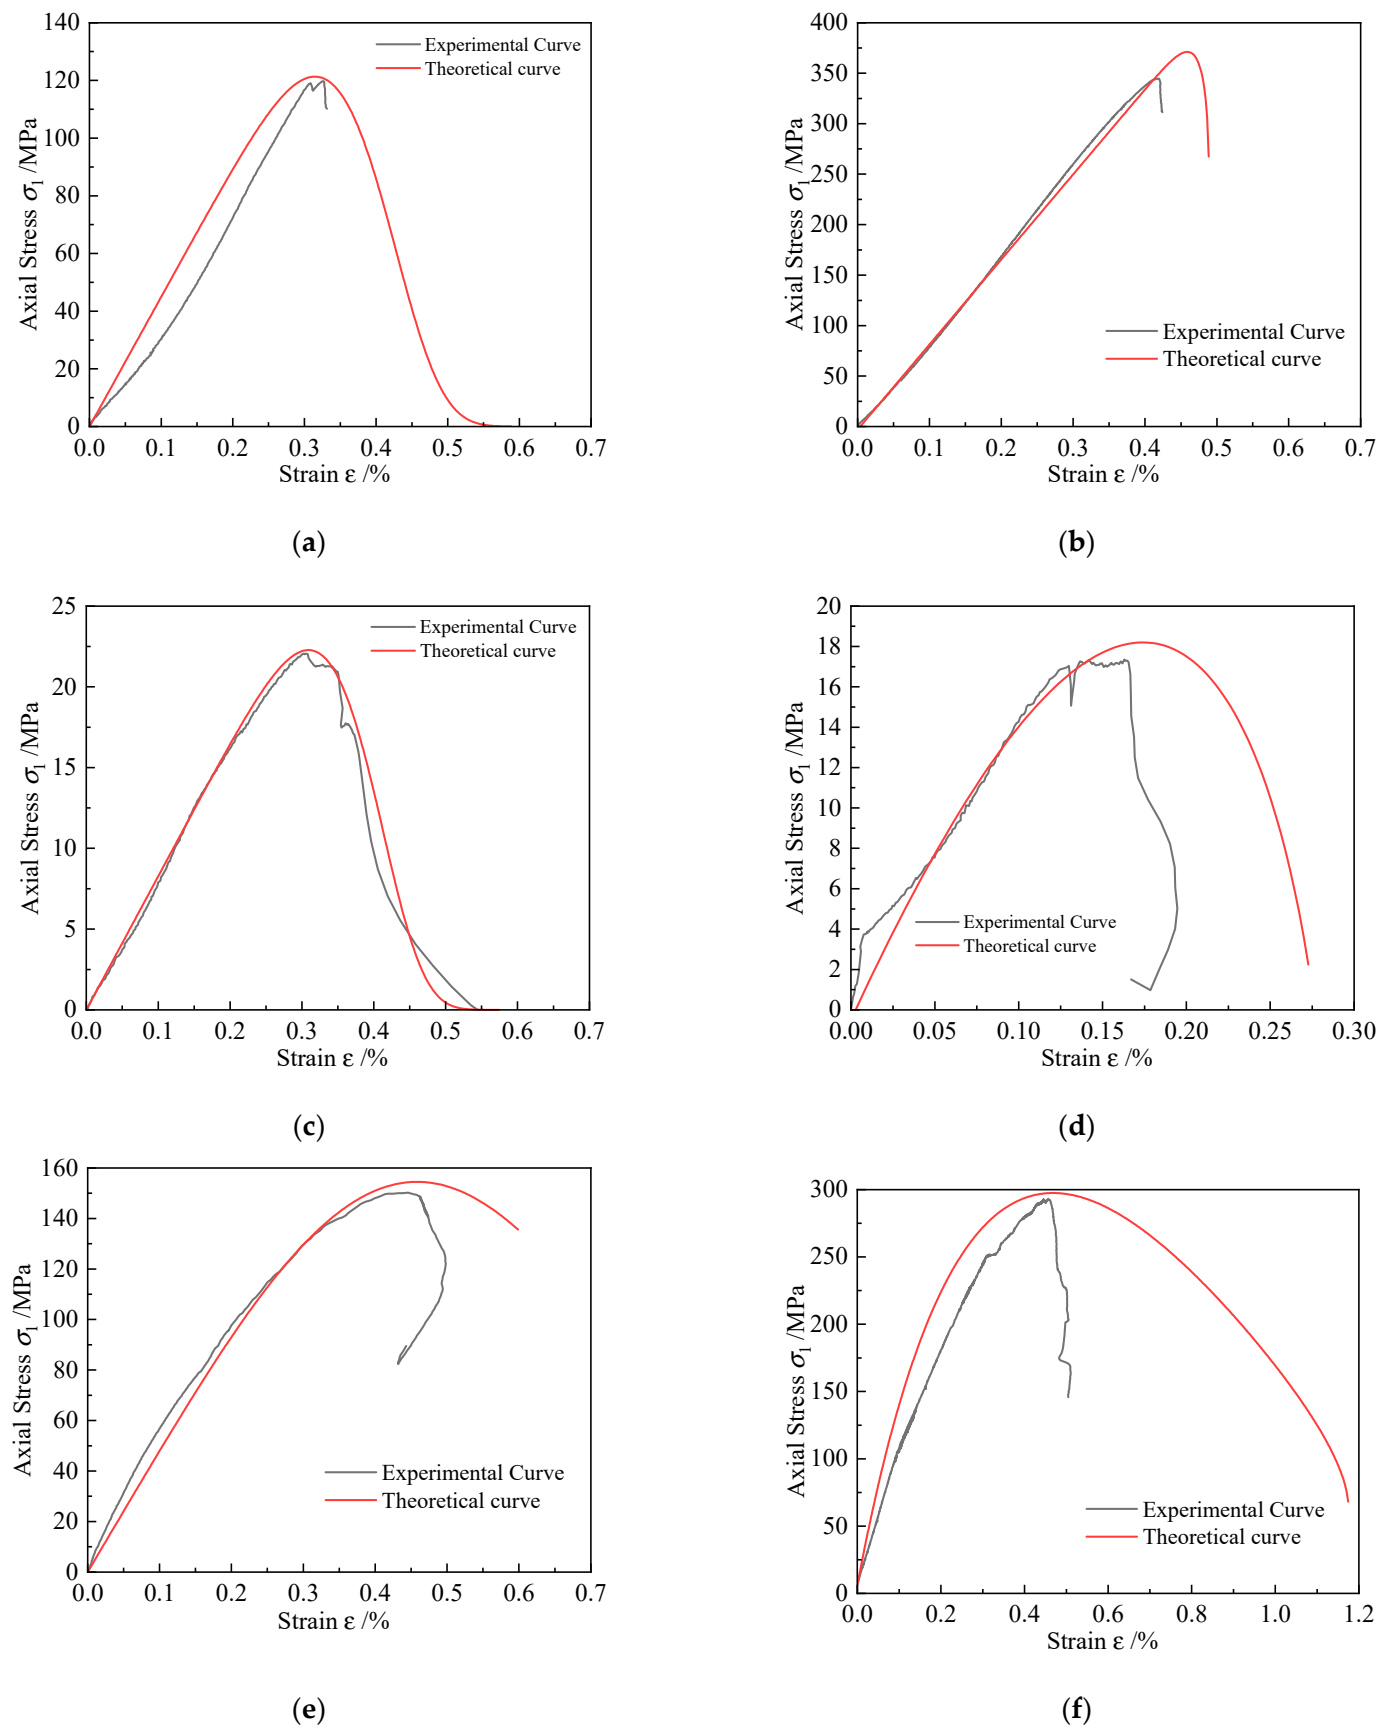 140
120
100
80
60
40
20
0
0.0 0.1 0.2 0.3 0.4 0.5 0.6 0.7
Axial Stress σ1 /MPa
Strain ε /%
Experimental Curve
Theoretical curve
(a)
400
350
300
250
200
150
100
50
0
0.0 0.1 0.2 0.3 0.4 0.5 0.6 0.7
Axial Stress σ1 /MPa
Strain ε /%
Experimental Curve
Theoretical curve
(b)
25
20
15
10
5
0
0.0 0.1 0.2 0.3 0.4 0.5 0.6 0.7
Axial Stress σ1 /MPa
Strain ε /%
Experimental Curve
Theoretical curve
(c)
20
18
16
14
12
10
8
6
4
2
0
0.00 0.05 0.10 0.15 0.20 0.25 0.30
Axial Stress σ1 /MPa
Strain ε /%
Experimental Curve
Theoretical curve
(d)
160
140
120
100
80
60
40
20
0
0.0 0.1 0.2 0.3 0.4 0.5 0.6 0.7
Axial Stress σ1 /MPa
Strain ε /%
Experimental Curve
Theoretical curve
(e)
300
250
200
150
100
50
0
0.0 0.2 0.4 0.6 0.8 1.0 1.2
Axial Stress σ1 /MPa
Strain ε /%
Experimental Curve
Theoretical curve
(f)